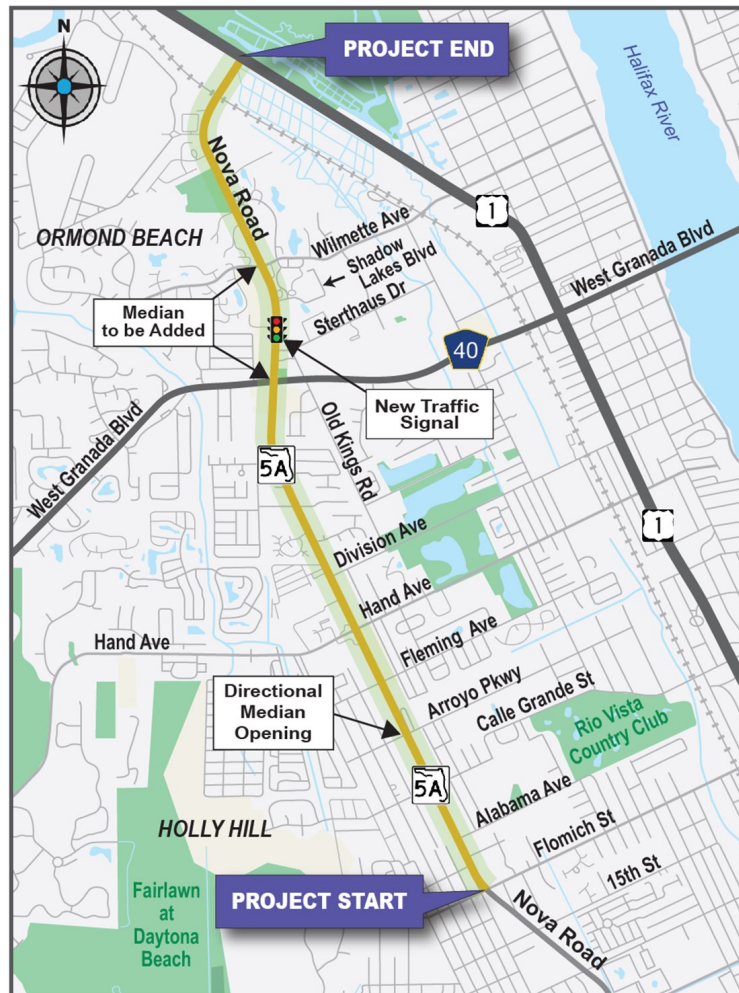 N
PROJECT END
Halifax
River
Nova Road
1
ORMOND BEACH
Wilmette Ave
Shadow
Lakes Blvd
West Granada Blvd
Sterthaus Dr
Median
to be Added
40
New Traffic
Signal
West Granada Blvd
Old Kings Rd
5A
1
Division Ave
Hand Ave
Hand Ave
Fleming Ave
Directional
Median
Opening
Arroyo Pkwy
Calle Grande St
Rio Vista
Country Club
5A
Alabama Ave
HOLLY HILL
Flomich St
15th St
Fairlawn
at
Daytona
Beach
PROJECT START
Nova Road